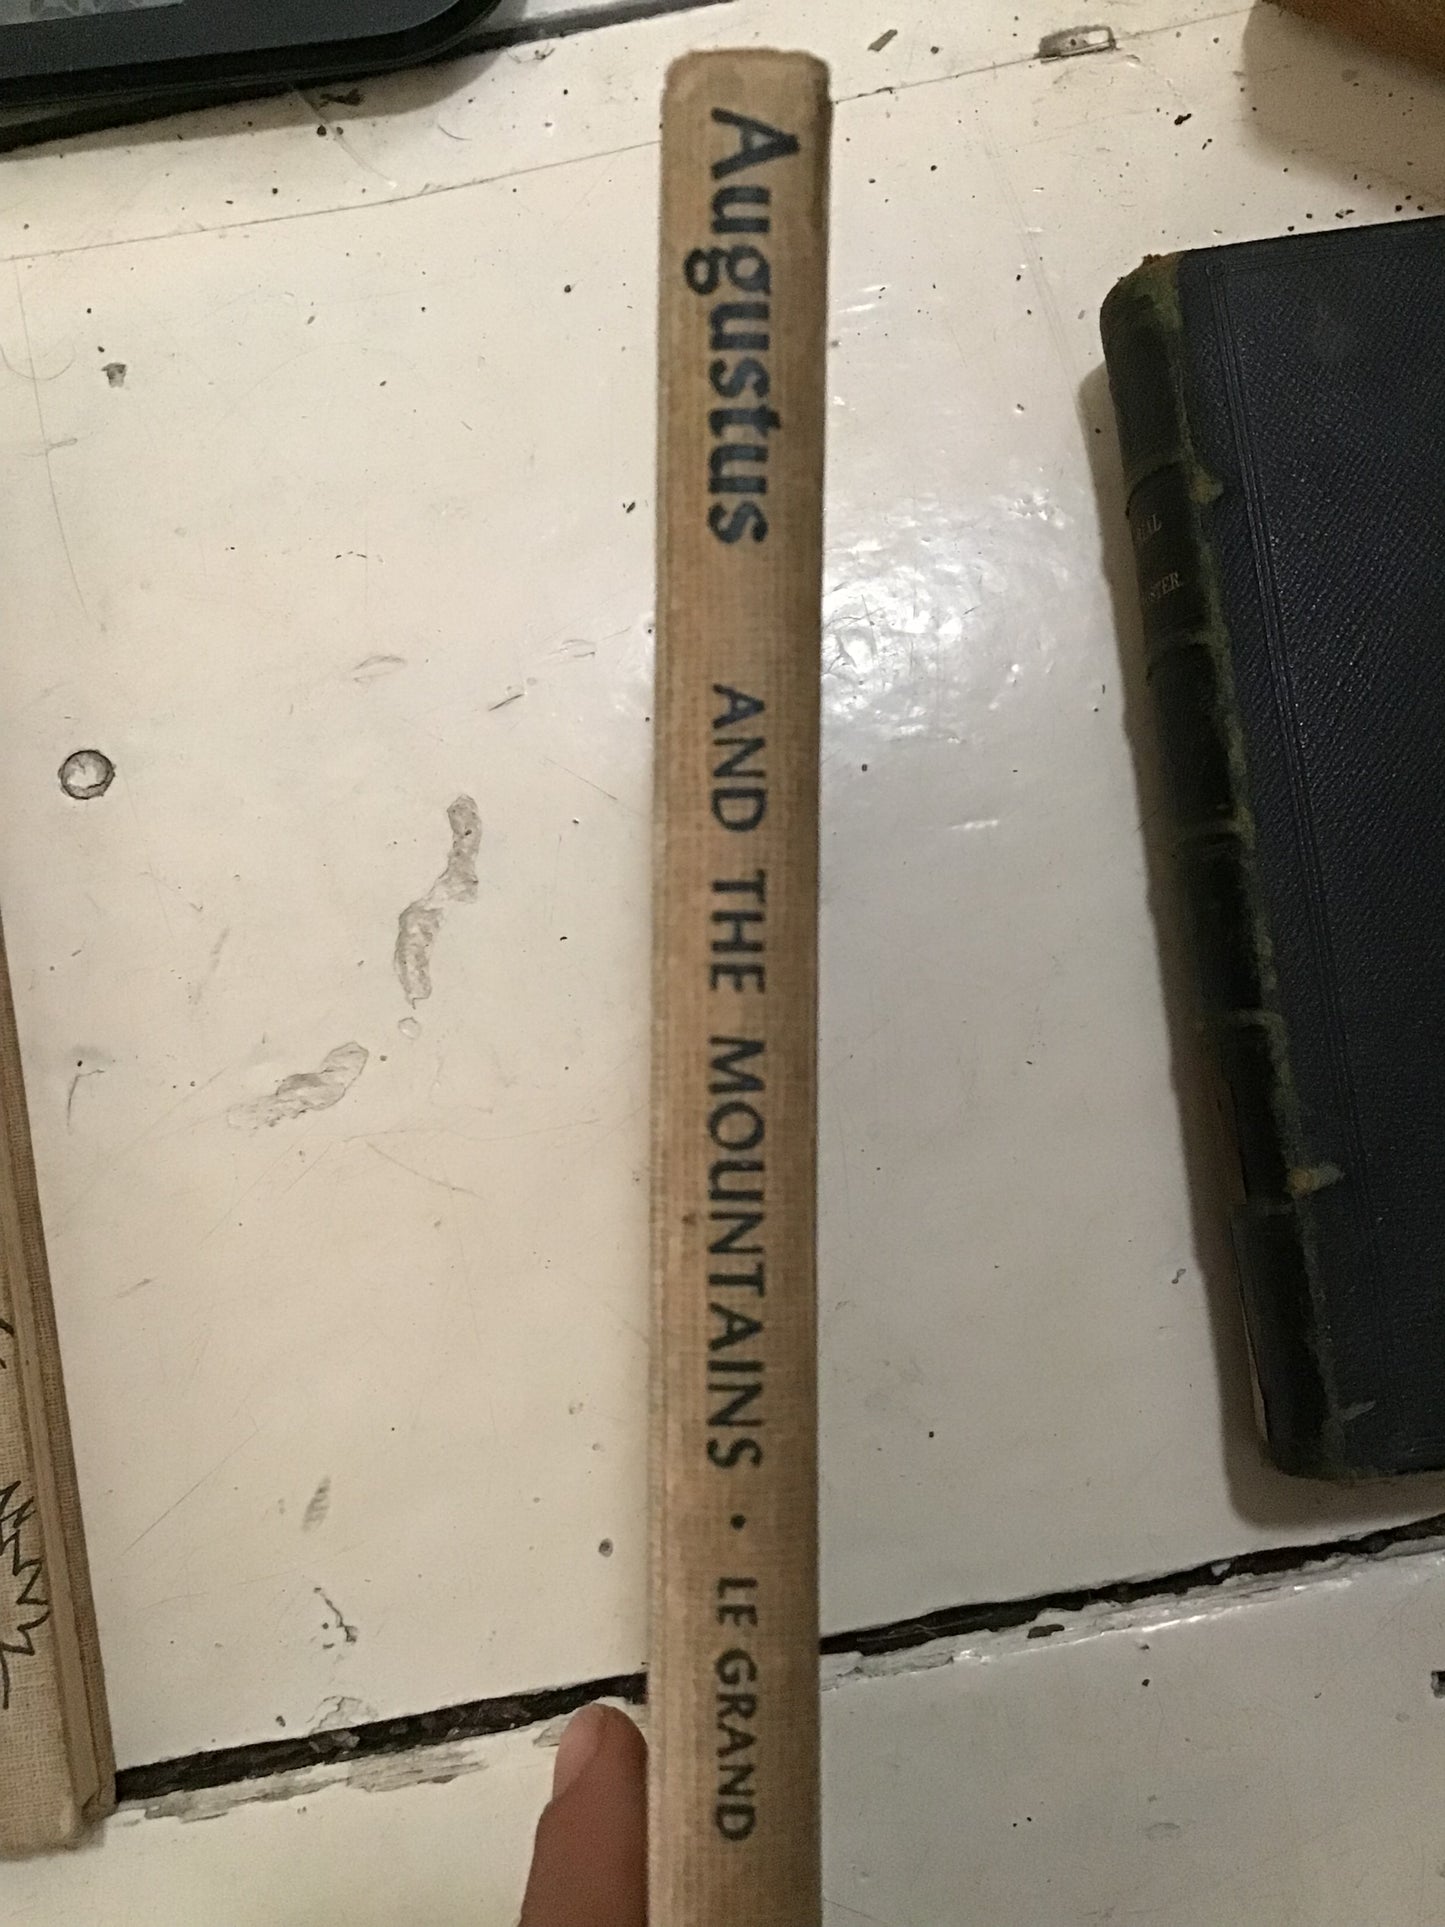 Augustus AND THE MOUNTAINS • LE GRAND